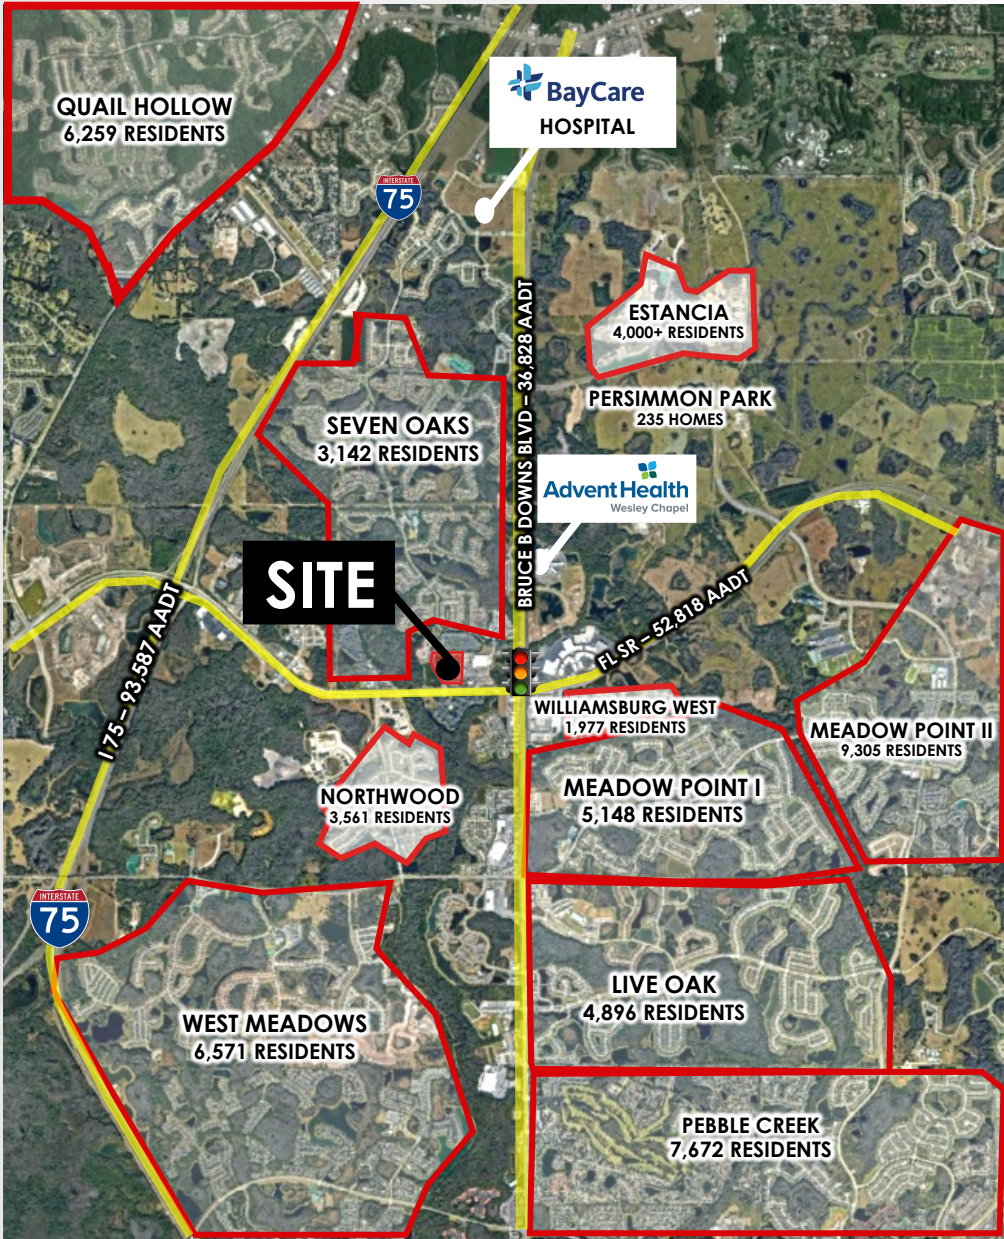 QUAIL HOLLOW
6,259 RESIDENTS
BayCare
HOSPITAL
INTERSTATE
75
ESTANCIA
4,000+ RESIDENTS
BRUCE B DOWNS BLVD – 36,828 AADT
PERSIMMON PARK
235 HOMES
SEVEN OAKS
3,142 RESIDENTS
AdventHealth
Wesley Chapel
SITE
FL SR – 52,818 AADT
I 75 – 93,587 AADT
WILLIAMSBURG WEST
1,977 RESIDENTS
MEADOW POINT II
9,305 RESIDENTS
NORTHWOOD
3,561 RESIDENTS
MEADOW POINT I
5,148 RESIDENTS
INTERSTATE
75
LIVE OAK
4,896 RESIDENTS
WEST MEADOWS
6,571 RESIDENTS
PEBBLE CREEK
7,672 RESIDENTS